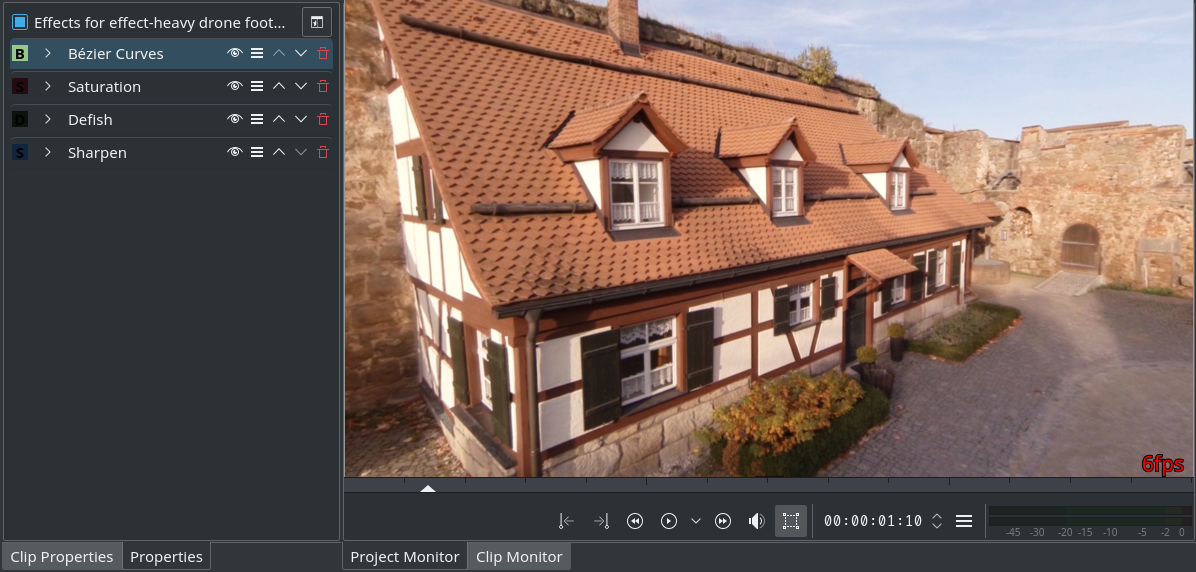 Effects for effect-heavy drone foot...
B Bézier Curves
S Saturation
D Defish
S Sharpen
6fps
00:00:01:10
-45 -30 -20 -15 -10 -5 -2 0
Clip Properties Properties
Project Monitor Clip Monitor